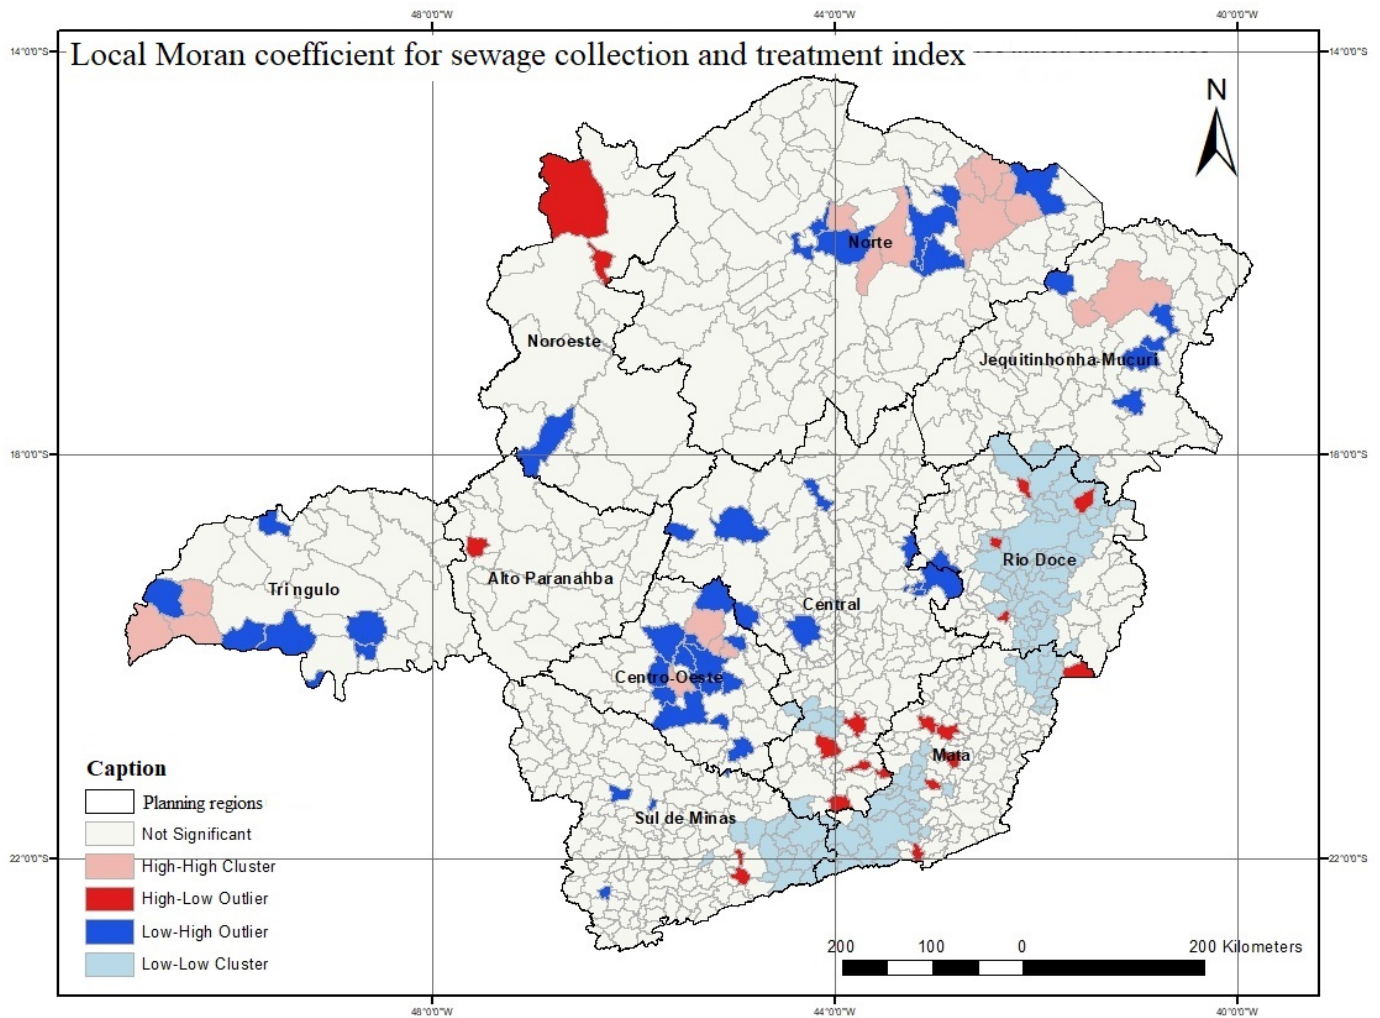 48°0'0"W 44°0'0"W 40°0'0"W
14°0'0"S 14°0'0"S
Local Moran coefficient for sewage collection and treatment index
N
Norte
Noroeste
Jequitinhonha-Mucuri
18°0'0"S 18°0'0"S
Rio Doce
Alto Paranahba
Tringulo
Central
Centro-Oeste
Mata
Sul de Minas
Caption
Planning regions
Not Significant
High-High Cluster
High-Low Outlier
Low-High Outlier
Low-Low Cluster
22°0'0"S 22°0'0"S
200 100 0 200 Kilometers
48°0'0"W 44°0'0"W 40°0'0"W